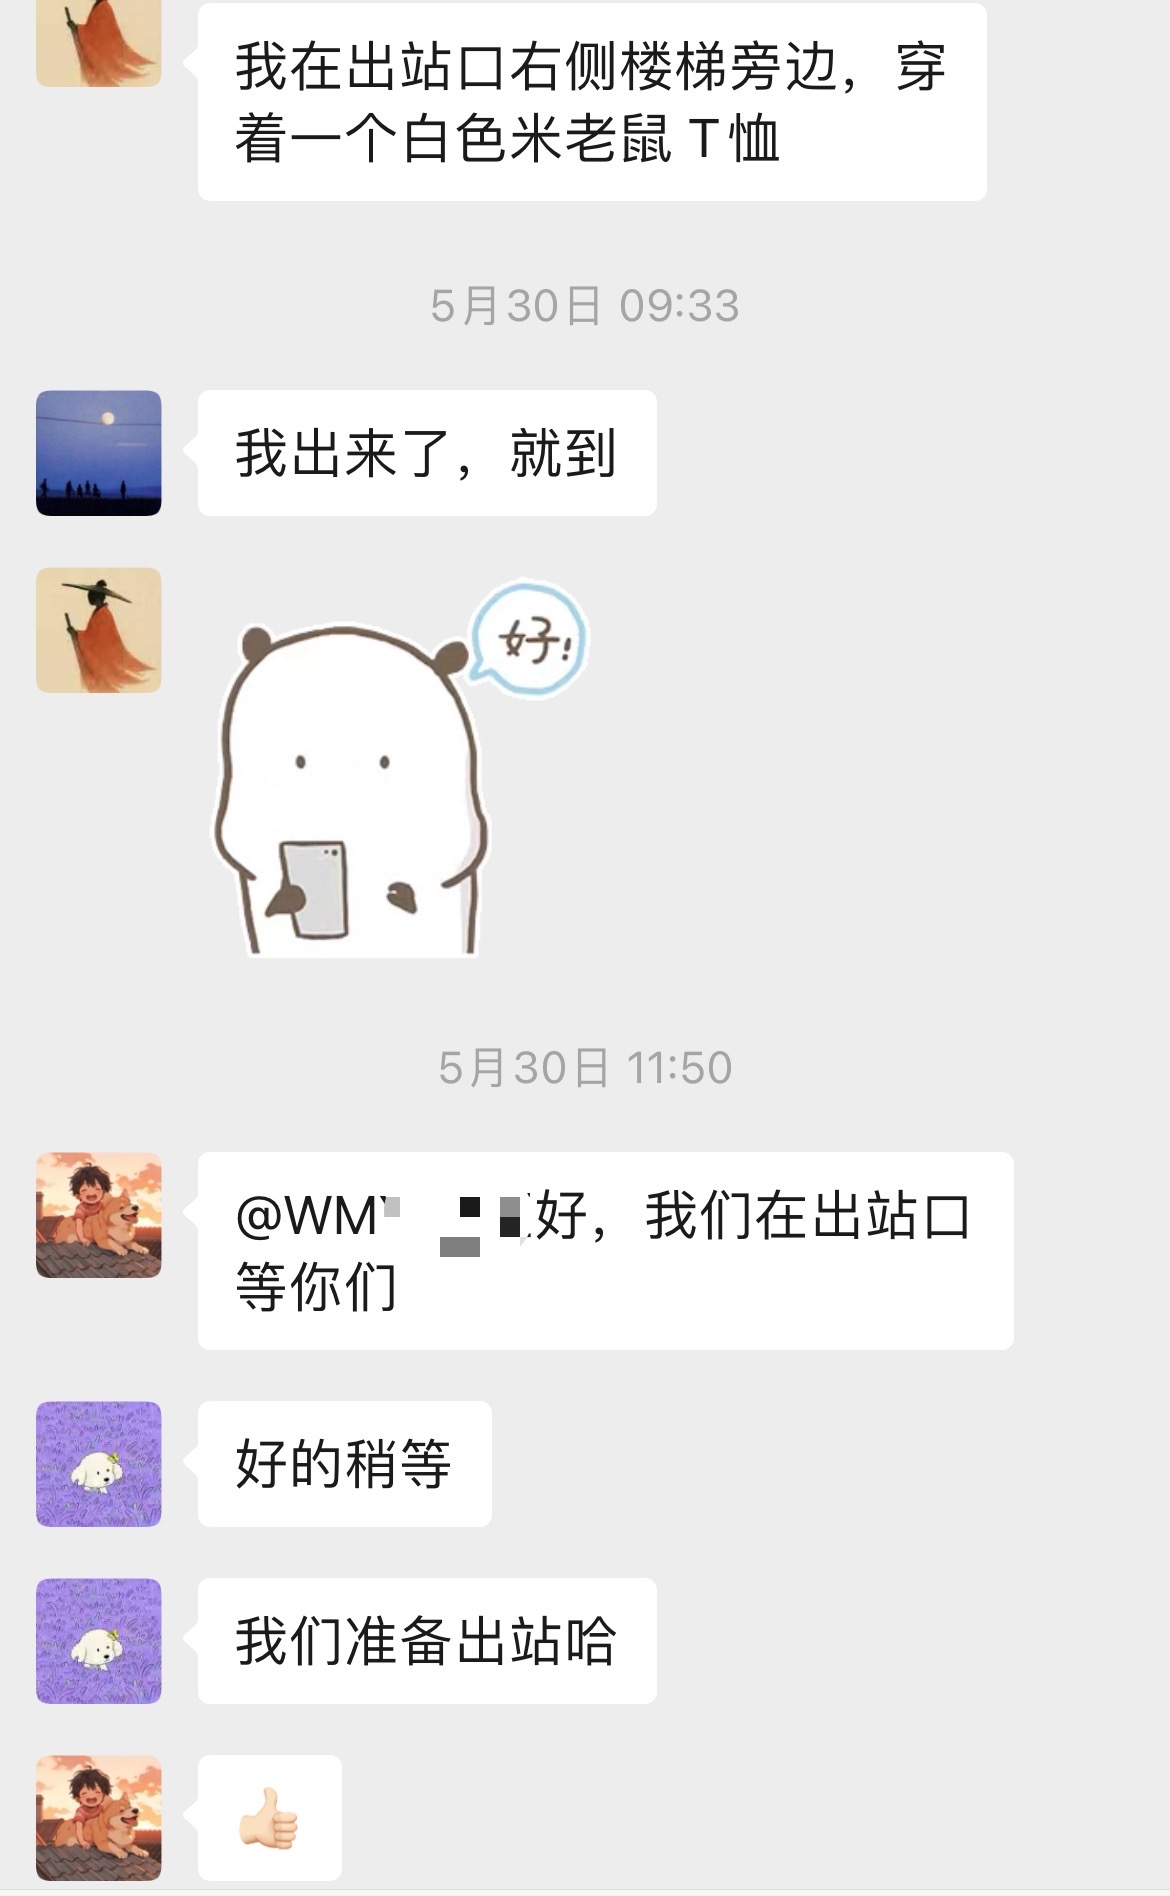 我在出站口右侧楼梯旁边，穿
着一个白色米老鼠 T恤
5月30日 09:33
我出来了，就到
好!
5月30日 11:50
@WM 好，我们在出站口
等你们
好的稍等
我们准备出站哈